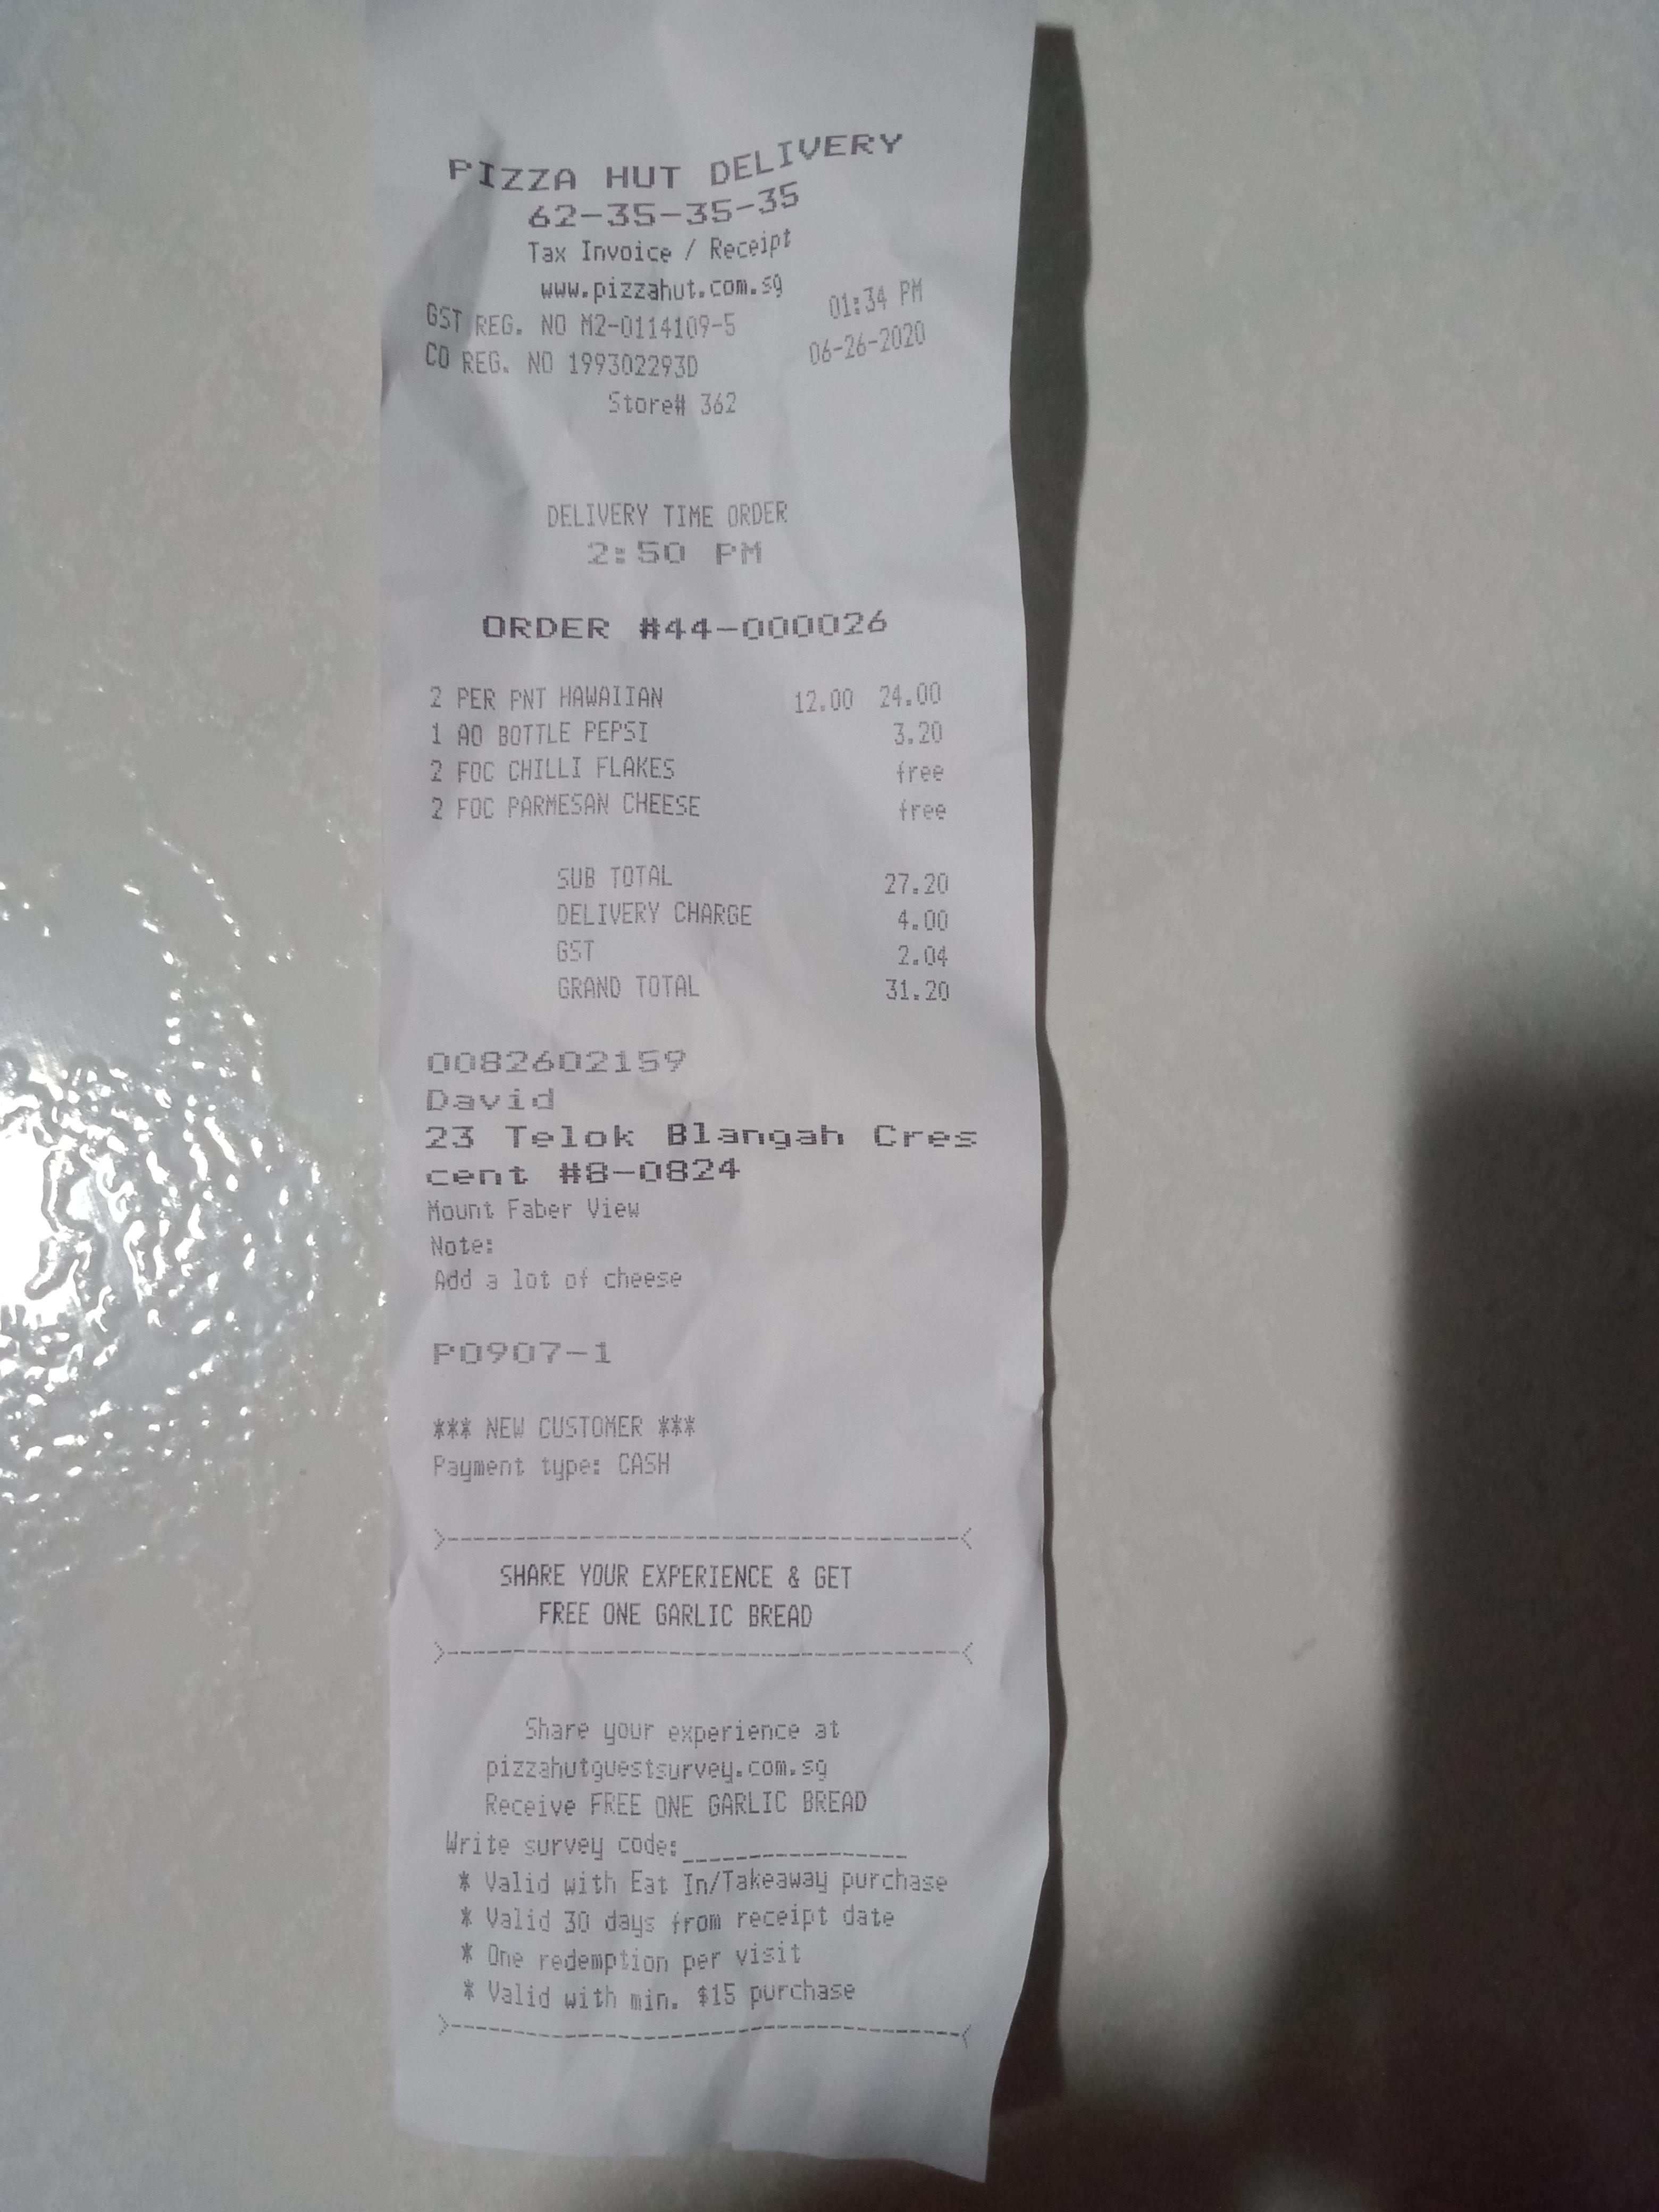 PIZZA HUT DELIVERY
62-35-35-35
Tax Invoice / Receipt
www.pizzahut.com.sg
GST REG. NO M2-0114109-5 01:34 PM
CO REG. NO 199302293D 06-26-2020
Store# 362
DELIVERY TIME ORDER
2:50 PM
ORDER #44-000026
2 PER PNT HAWAIIAN 12.00 24.00
1 AO BOTTLE PEPSI 3.20
2 FOC CHILLI FLAKES free
2 FOC PARMESAN CHEESE free
SUB TOTAL 27.20
DELIVERY CHARGE 4.00
GST 2.04
GRAND TOTAL 31.20
0082602159
David
23 Telok Blangah Cres
cent #8-0824
Mount Faber View
Note:
Add a lot of cheese
P0907-1
*** NEW CUSTOMER ***
Payment type: CASH
>----------------------------------------<
SHARE YOUR EXPERIENCE & GET
FREE ONE GARLIC BREAD
>----------------------------------------<
Share your experience at
pizzahutguestsurvey.com.sg
Receive FREE ONE GARLIC BREAD
Write survey code:_________________
* Valid with Eat In/Takeaway purchase
* Valid 30 days from receipt date
* One redemption per visit
* Valid with min. $15 purchase
>----------------------------------------<